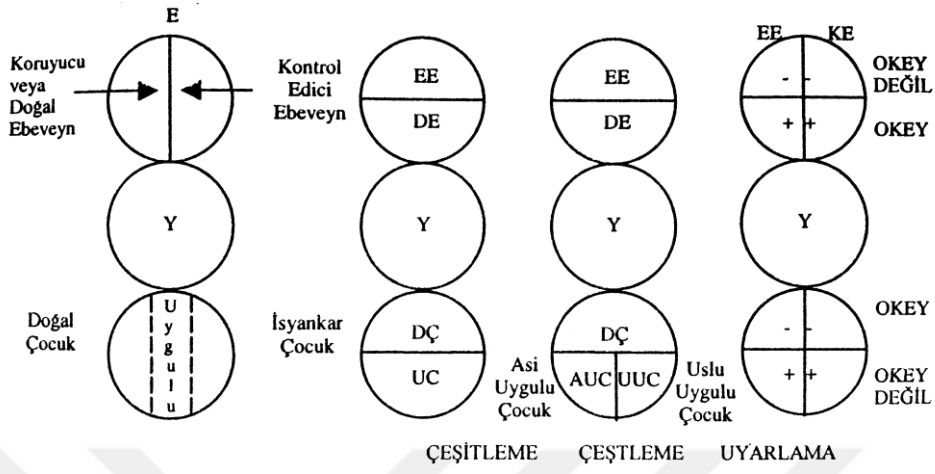 E
Koruyucu
veya
Doğal
Ebeveyn
Kontrol
Edici
Ebeveyn
EE
DE
EE
DE
EE KE
- -
+ +
OKEY
DEĞİL
OKEY
Y
Y
Y
Y
Doğal
Çocuk
U
y
g
u
l
u
İsyankar
Çocuk
DÇ
UC
Asi
Uygulu
Çocuk
DÇ
AUC UUC
Uslu
Uygulu
Çocuk
- -
+ +
OKEY
OKEY
DEĞİL
ÇEŞİTLEME ÇEŞTLEME UYARLAMA